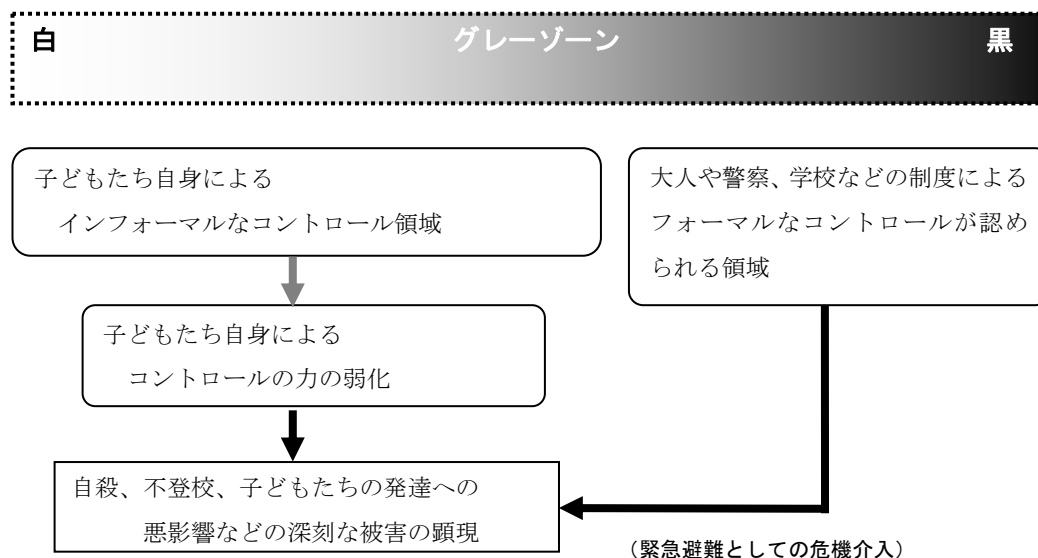 白 グレーゾーン 黒
子どもたち自身による
インフォーマルなコントロール領域
大人や警察、学校などの制度による
フォーマルなコントロールが認め
られる領域
子どもたち自身による
コントロールの力の弱化
自殺、不登校、子どもたちの発達への
悪影響などの深刻な被害の顕現
（緊急避難としての危機介入）